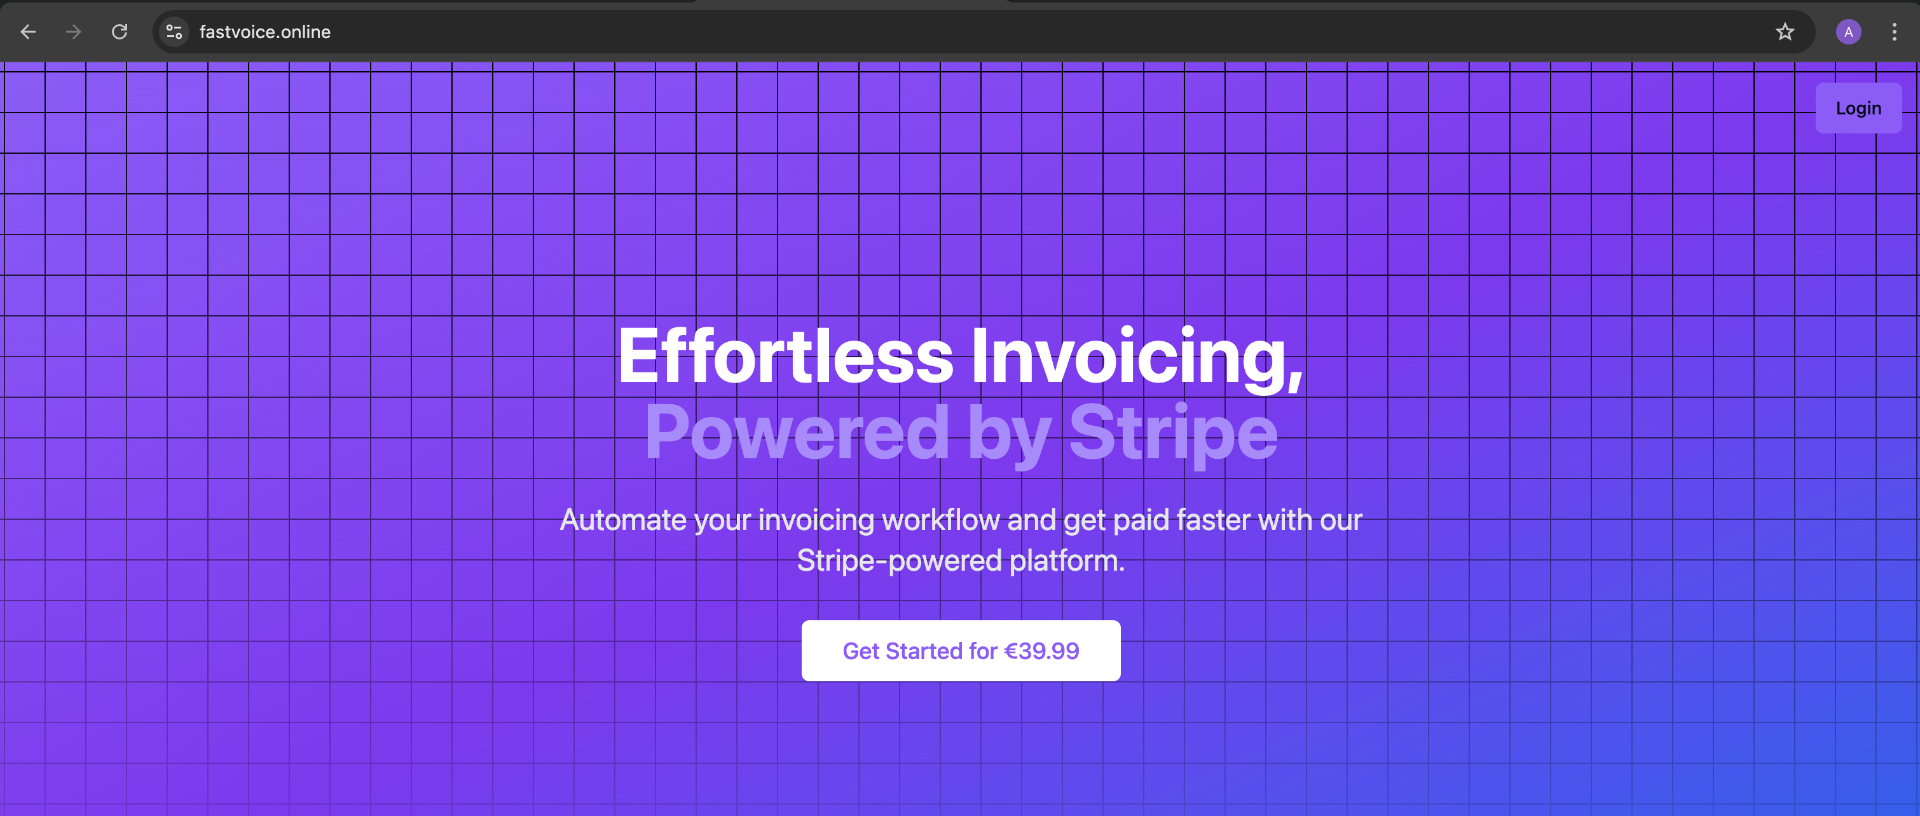 fastvoice.online
A
Login
Effortless Invoicing,
Powered by Stripe
Automate your invoicing workflow and get paid faster with our
Stripe-powered platform.
Get Started for €39.99